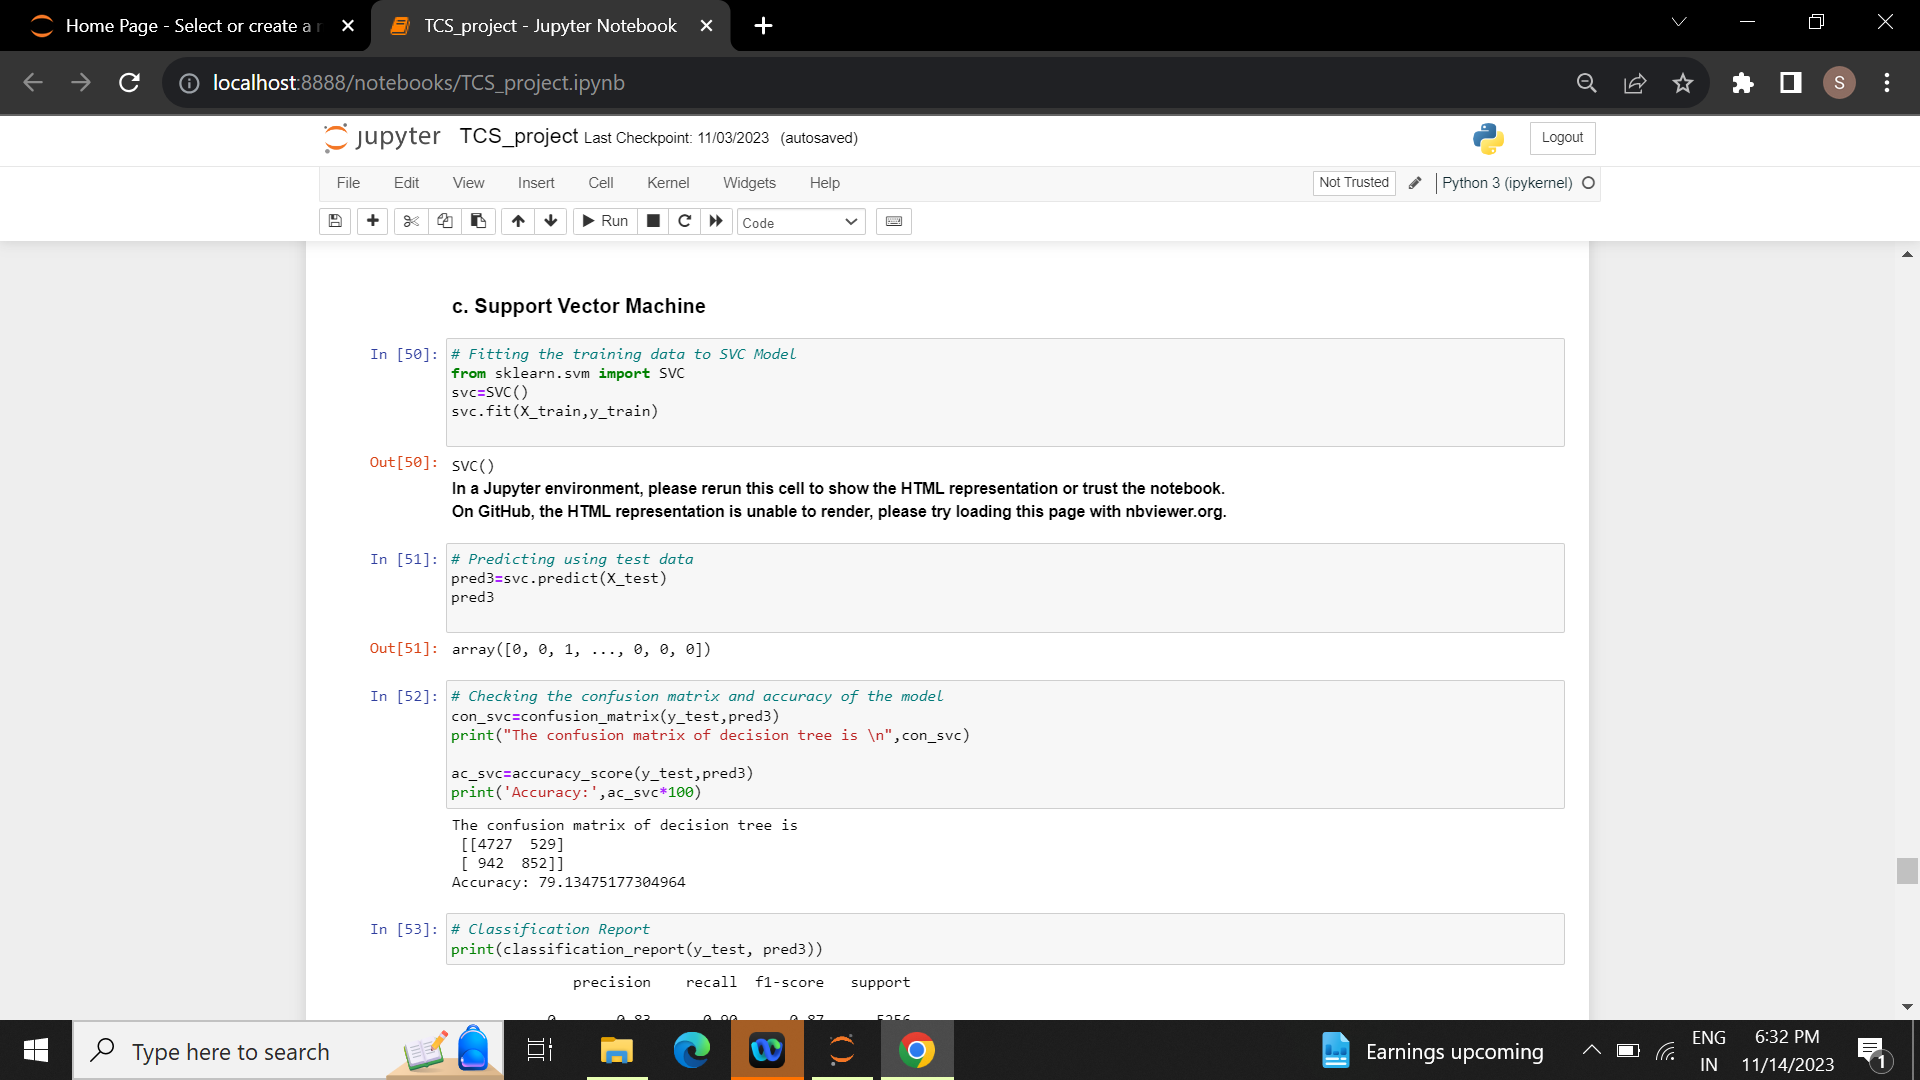 Home Page - Select or create a
TCS_project - Jupyter Notebook
localhost:8888/notebooks/TCS_project.ipynb
S
jupyter TCS_project Last Checkpoint: 11/03/2023 (autosaved)
Logout
File Edit View Insert Cell Kernel Widgets Help
Not Trusted
Python 3 (ipykernel)
Run
Code
c. Support Vector Machine
In [50]: # Fitting the training data to SVC Model
from sklearn.svm import SVC
svc=SVC()
svc.fit(X_train,y_train)
Out[50]: SVC()
In a Jupyter environment, please rerun this cell to show the HTML representation or trust the notebook.
On GitHub, the HTML representation is unable to render, please try loading this page with nbviewer.org.
In [51]: # Predicting using test data
pred3=svc.predict(X_test)
pred3
Out[51]: array([0, 0, 1, ..., 0, 0, 0])
In [52]: # Checking the confusion matrix and accuracy of the model
con_svc=confusion_matrix(y_test,pred3)
print("The confusion matrix of decision tree is \n",con_svc)
ac_svc=accuracy_score(y_test,pred3)
print('Accuracy:',ac_svc*100)
The confusion matrix of decision tree is
[[4727 529]
[ 942 852]]
Accuracy: 79.13475177304964
In [53]: # Classification Report
print(classification_report(y_test, pred3))
precision recall f1-score support
0 0.83 0.90 0.87 5256
Type here to search
Earnings upcoming
ENG
IN
6:32 PM
11/14/2023
1